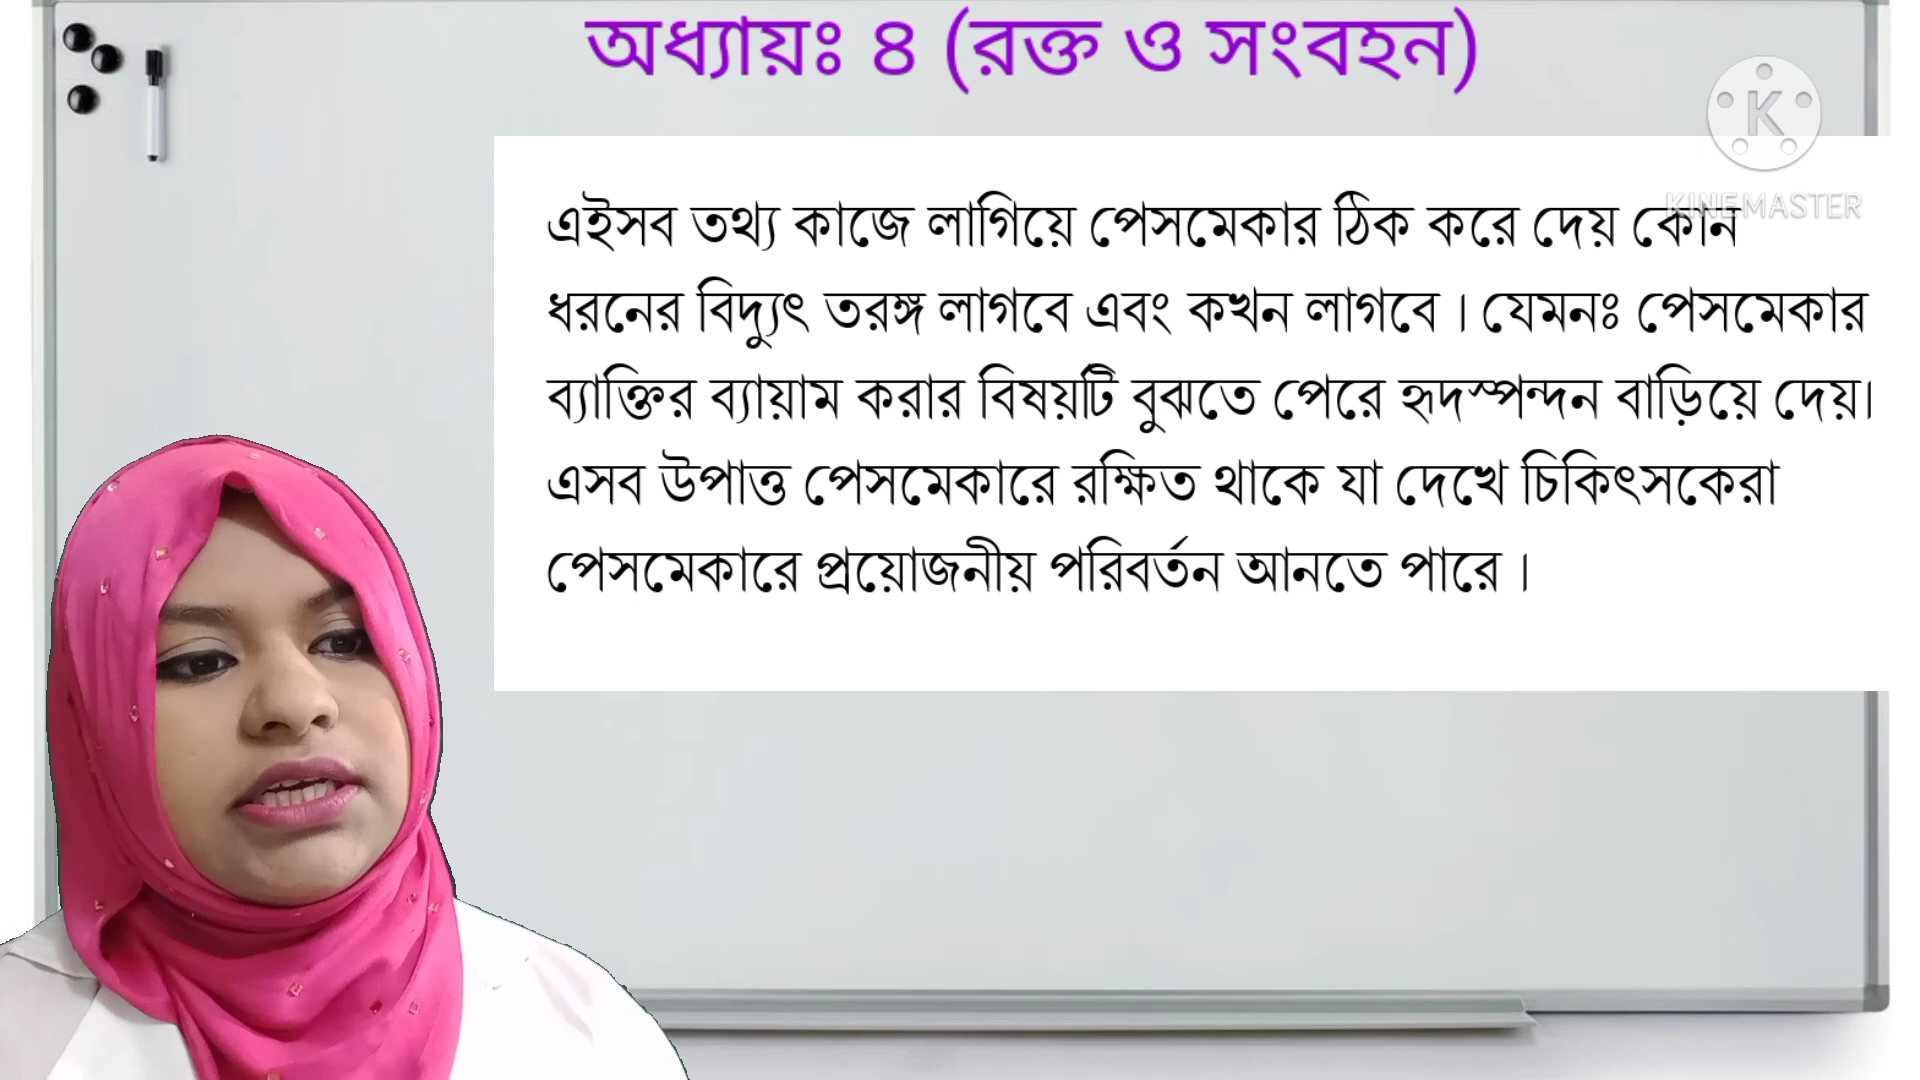 অধ্যায়ঃ ৪ (রক্ত ও সংবহন)
K
KINEMASTER
এইসব তথ্য কাজে লাগিয়ে পেসমেকার ঠিক করে দেয় কোন
ধরনের বিদ্যুৎ তরঙ্গ লাগবে এবং কখন লাগবে । যেমনঃ পেসমেকার
ব্যাক্তির ব্যায়াম করার বিষয়টি বুঝতে পেরে হৃদস্পন্দন বাড়িয়ে দেয়।
এসব উপাত্ত পেসমেকারে রক্ষিত থাকে যা দেখে চিকিৎসকেরা
পেসমেকারে প্রয়োজনীয় পরিবর্তন আনতে পারে ।